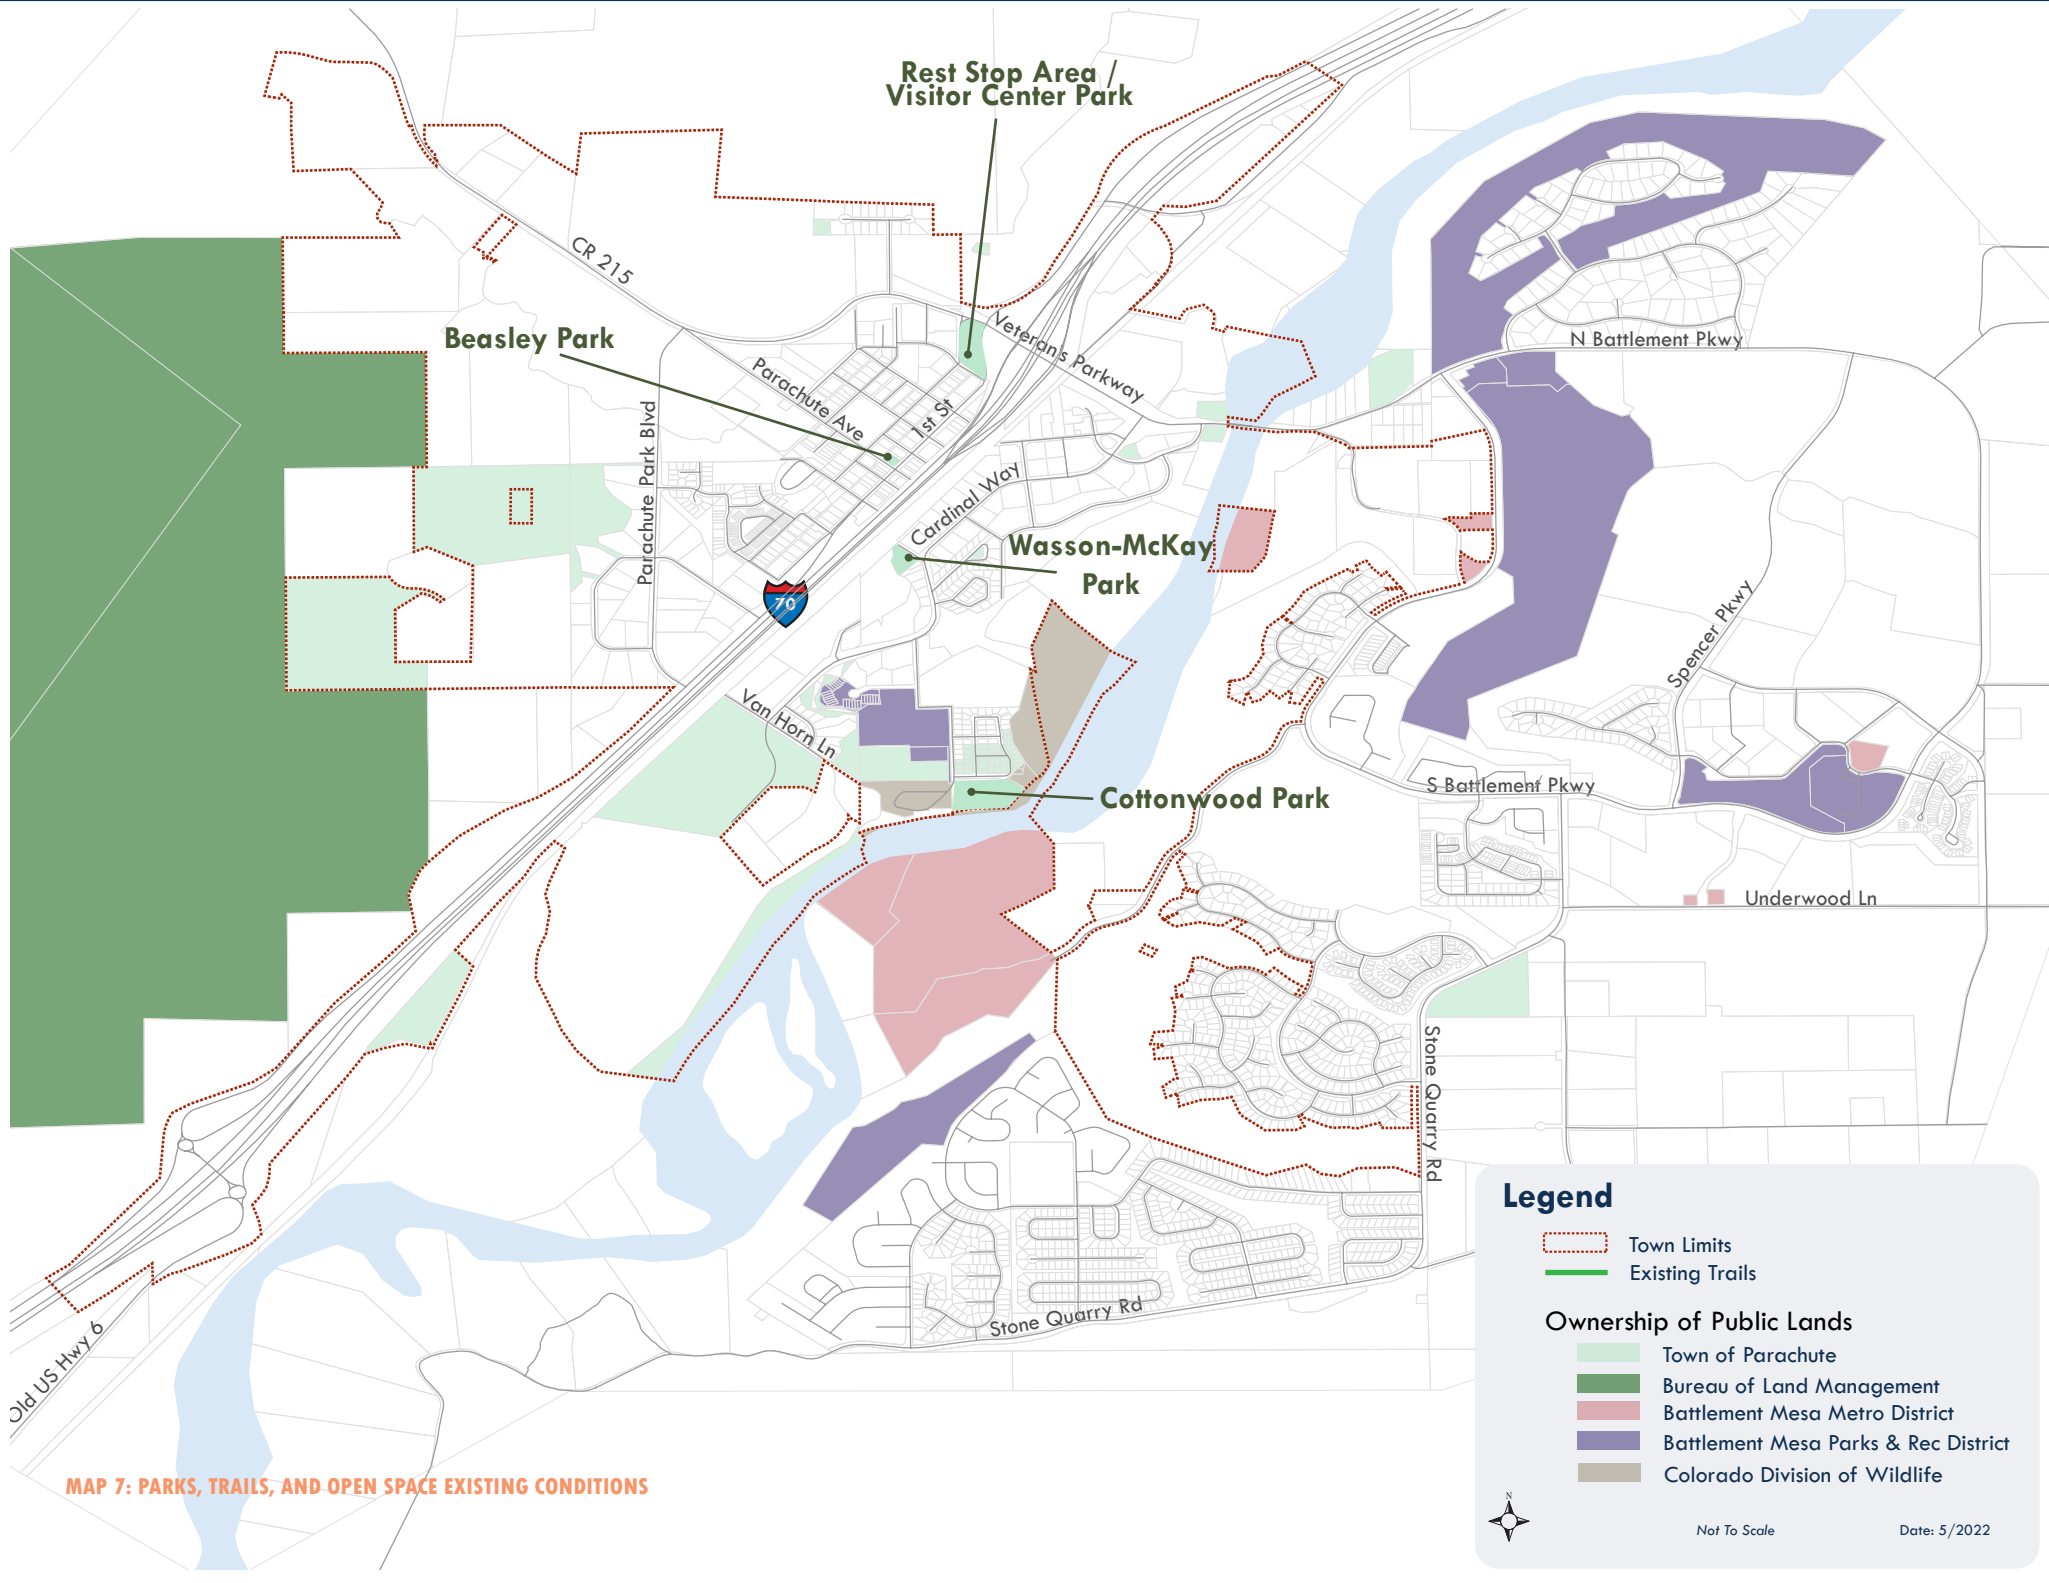 Rest Stop Area /
Visitor Center Park
CR 215
Beasley Park
Veteran's Parkway
N Battlement Pkwy
Parachute Ave
1st St
Parachute Park Blvd
Cardinal Way
Wasson-McKay
Park
70
Spencer Pkwy
Van Horn Ln
Cottonwood Park
S Battlement Pkwy
Underwood Ln
Stone Quarry Rd
Stone Quarry Rd
Old US Hwy 6
MAP 7: PARKS, TRAILS, AND OPEN SPACE EXISTING CONDITIONS
Legend
Town Limits
Existing Trails
Ownership of Public Lands
Town of Parachute
Bureau of Land Management
Battlement Mesa Metro District
Battlement Mesa Parks & Rec District
Colorado Division of Wildlife
N
Not To Scale
Date: 5/2022